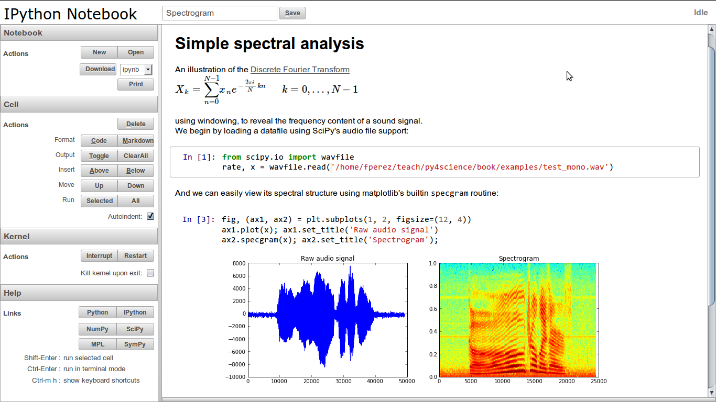 IPython Notebook
Spectrogram
Save
Idle
Notebook
Actions
New
Open
Download
ipynb
Print
Cell
Actions
Delete
Format
Code
Markdown
Output
Toggle
ClearAll
Insert
Above
Below
Move
Up
Down
Run
Selected
All
Autoindent:
Kernel
Actions
Interrupt
Restart
Kill kernel upon exit:
Help
Links
Python
IPython
NumPy
SciPy
MPL
SymPy
Shift-Enter : run selected cell
Ctrl-Enter : run in terminal mode
Ctrl-m h : show keyboard shortcuts
Simple spectral analysis
An illustration of the Discrete Fourier Transform
X_k = \sum_{n=0}^{N-1} x_n e^{-\frac{2\pi i}{N} kn}   k = 0, . . . , N − 1
using windowing, to reveal the frequency content of a sound signal.
We begin by loading a datafile using SciPy's audio file support:
In [1]: from scipy.io import wavfile
rate, x = wavfile.read('/home/fperez/teach/py4science/book/examples/test_mono.wav')
And we can easily view its spectral structure using matplotlib's builtin specgram routine:
In [3]: fig, (ax1, ax2) = plt.subplots(1, 2, figsize=(12, 4))
ax1.plot(x); ax1.set_title('Raw audio signal')
ax2.specgram(x); ax2.set_title('Spectrogram');
Raw audio signal
8000
6000
4000
2000
0
−2000
−4000
−6000
−8000
−10000
0 10000 20000 30000 40000 50000
Spectrogram
1.0
0.8
0.6
0.4
0.2
0.0
0 5000 10000 15000 20000 25000